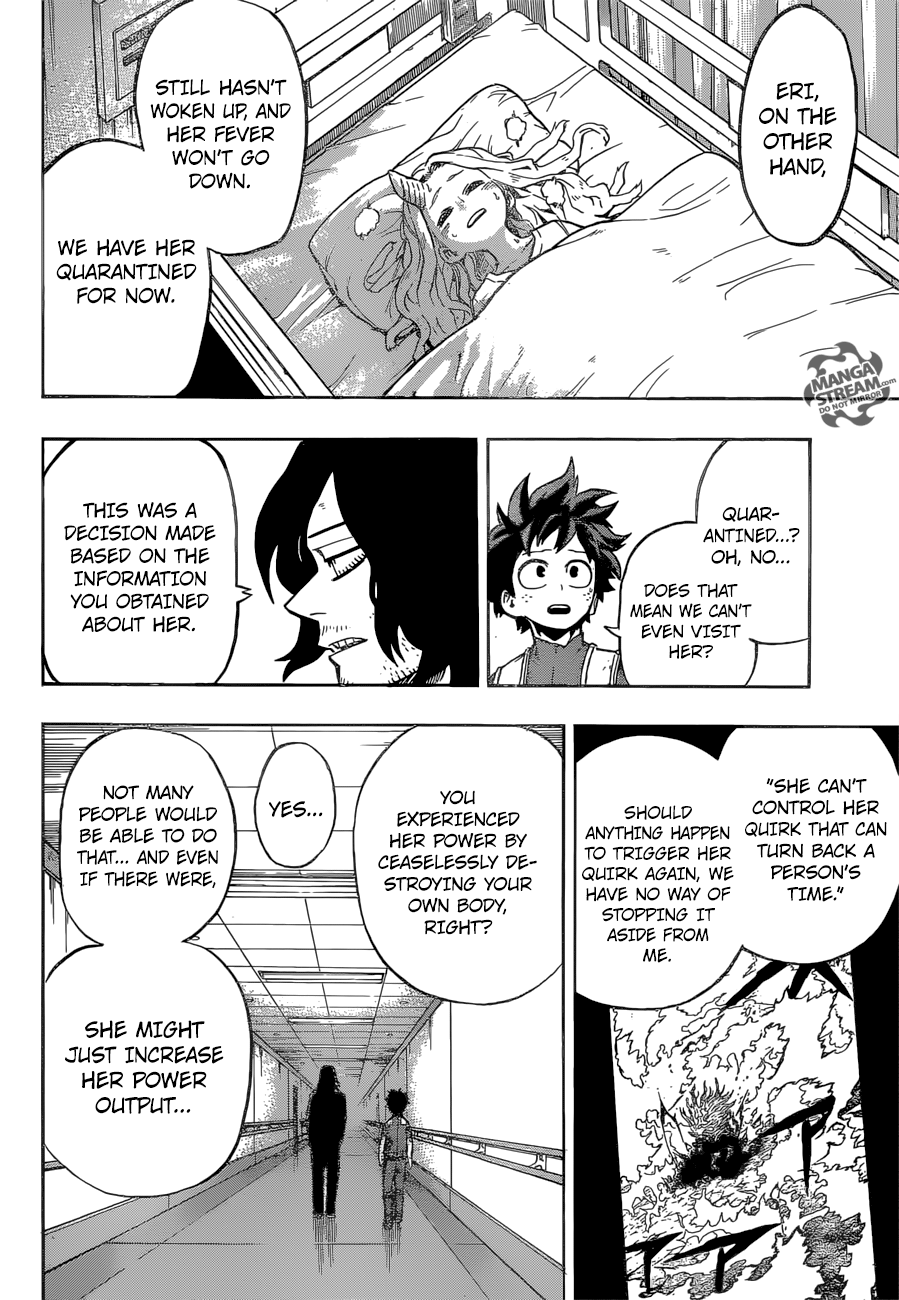 ERI,
ON THE
OTHER
HAND,
STILL HASN'T
WOKEN UP, AND
HER FEVER
WON'T GO
DOWN.
WE HAVE HER
QUARANTINED
FOR NOW.
MANGA
STREAM.com
DO NOT MIRROR
QUAR-
ANTINED...?
OH, NO...
DOES THAT
MEAN WE CAN'T
EVEN VISIT
HER?
THIS WAS A
DECISION MADE
BASED ON THE
INFORMATION
YOU OBTAINED
ABOUT HER.
"SHE CAN'T
CONTROL HER
QUIRK THAT CAN
TURN BACK A
PERSON'S
TIME."
SHOULD
ANYTHING HAPPEN
TO TRIGGER HER
QUIRK AGAIN, WE
HAVE NO WAY OF
STOPPING IT
ASIDE FROM
ME.
YOU
EXPERIENCED
HER POWER BY
CEASELESSLY DE-
STROYING YOUR
OWN BODY,
RIGHT?
YES...
NOT MANY
PEOPLE WOULD
BE ABLE TO DO
THAT... AND EVEN
IF THERE WERE,
SHE MIGHT
JUST INCREASE
HER POWER
OUTPUT...